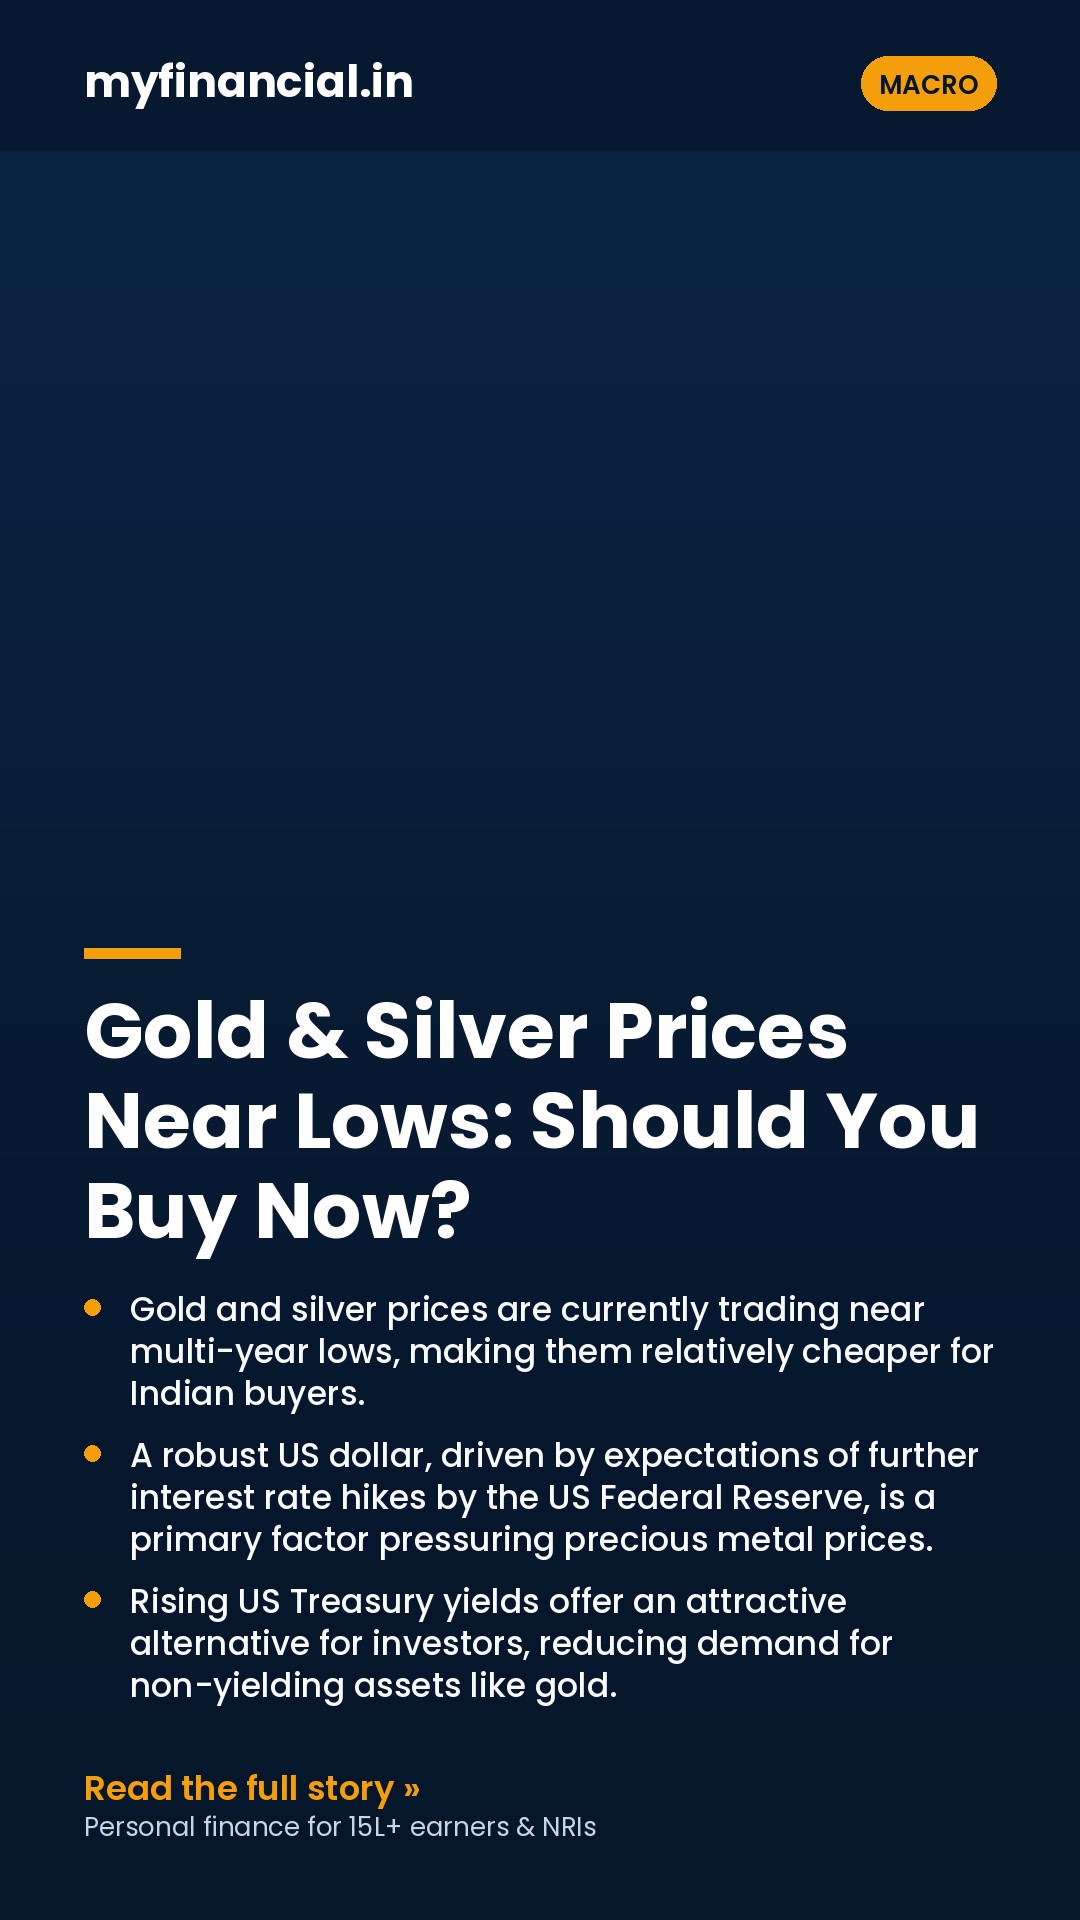 myfinancial.in
MACRO
Gold & Silver Prices
Near Lows: Should You
Buy Now?
Gold and silver prices are currently trading near
multi-year lows, making them relatively cheaper for
Indian buyers.
A robust US dollar, driven by expectations of further
interest rate hikes by the US Federal Reserve, is a
primary factor pressuring precious metal prices.
Rising US Treasury yields offer an attractive
alternative for investors, reducing demand for
non-yielding assets like gold.
Read the full story »
Personal finance for 15L+ earners & NRIs